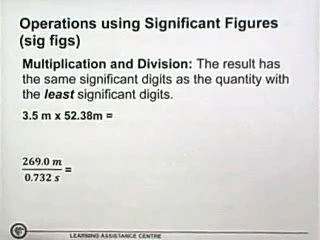 Operations using Significant Figures
(sig figs)
Multiplication and Division: The result has
the same significant digits as the quantity with
the least significant digits.
3.5 m x 52.38m =
269.0 m
0.732 s
=
LEARNING ASSISTANCE CENTRE